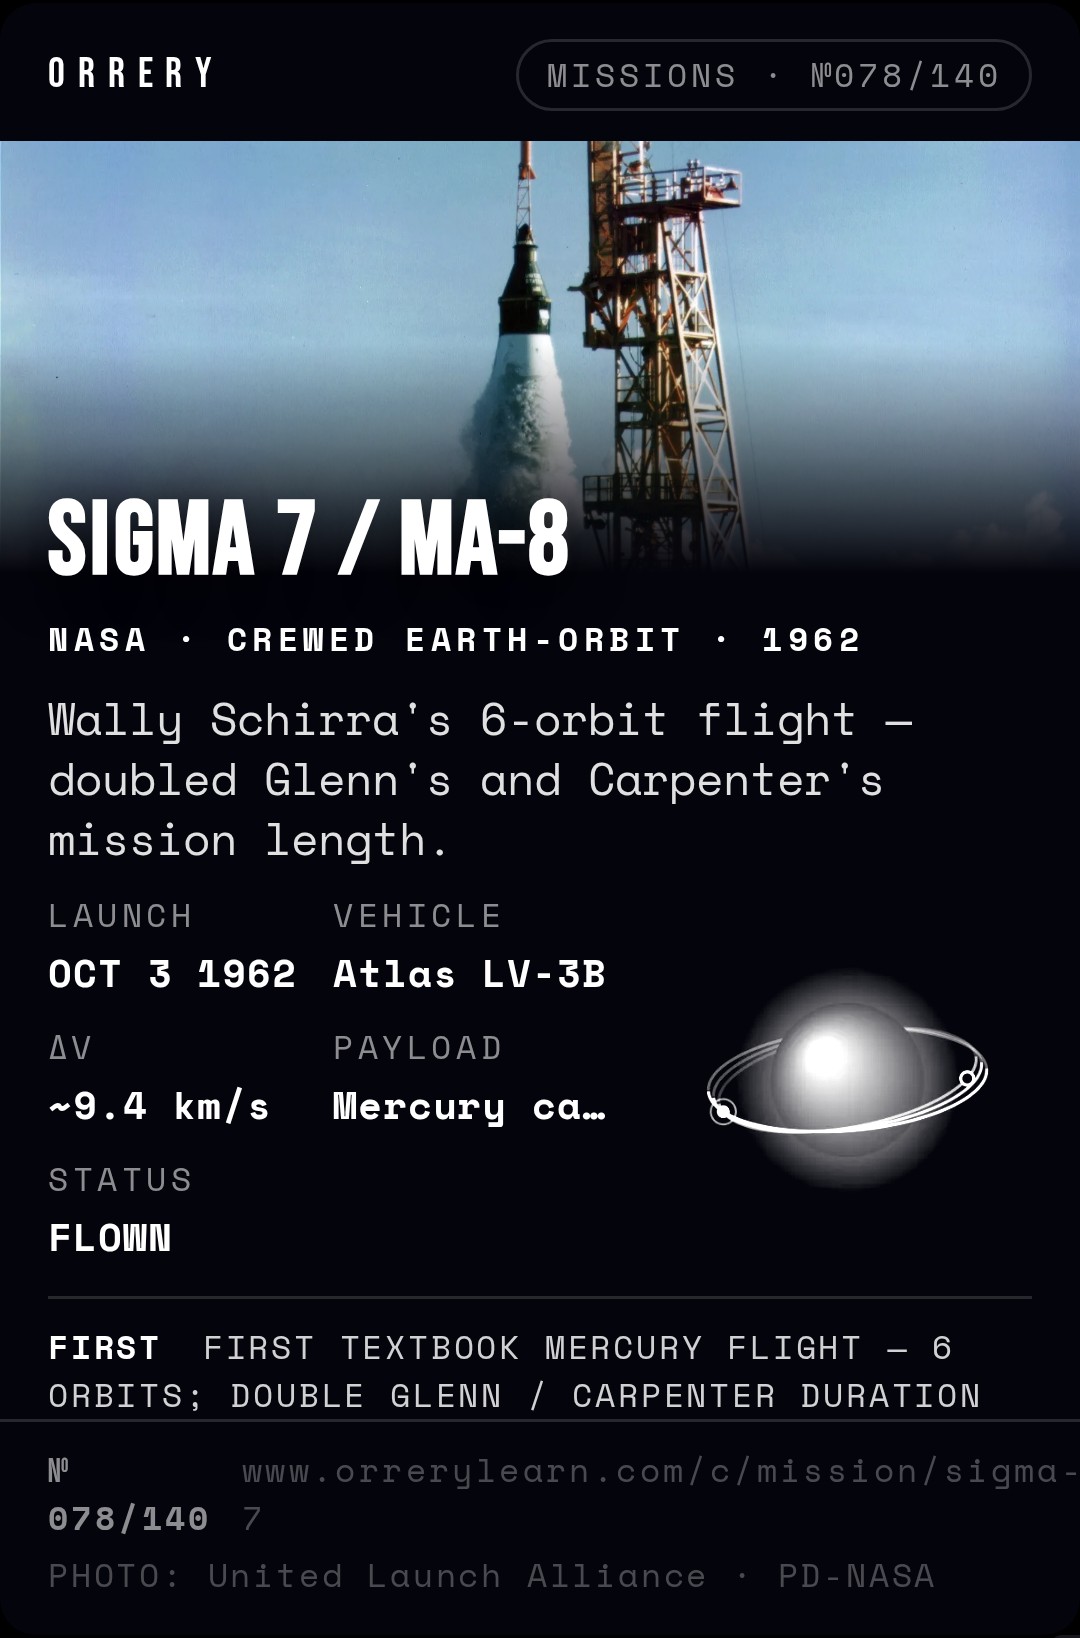 ORRERY
MISSIONS · №078/140
SIGMA 7 / MA-8
NASA · CREWED EARTH-ORBIT · 1962
Wally Schirra's 6-orbit flight —
doubled Glenn's and Carpenter's
mission length.
LAUNCH VEHICLE
OCT 3 1962 Atlas LV-3B
ΔV PAYLOAD
~9.4 km/s Mercury ca…
STATUS
FLOWN
FIRST FIRST TEXTBOOK MERCURY FLIGHT — 6
ORBITS; DOUBLE GLENN / CARPENTER DURATION
№ www.orrerylearn.com/c/mission/sigma-
078/140 7
PHOTO: United Launch Alliance · PD-NASA